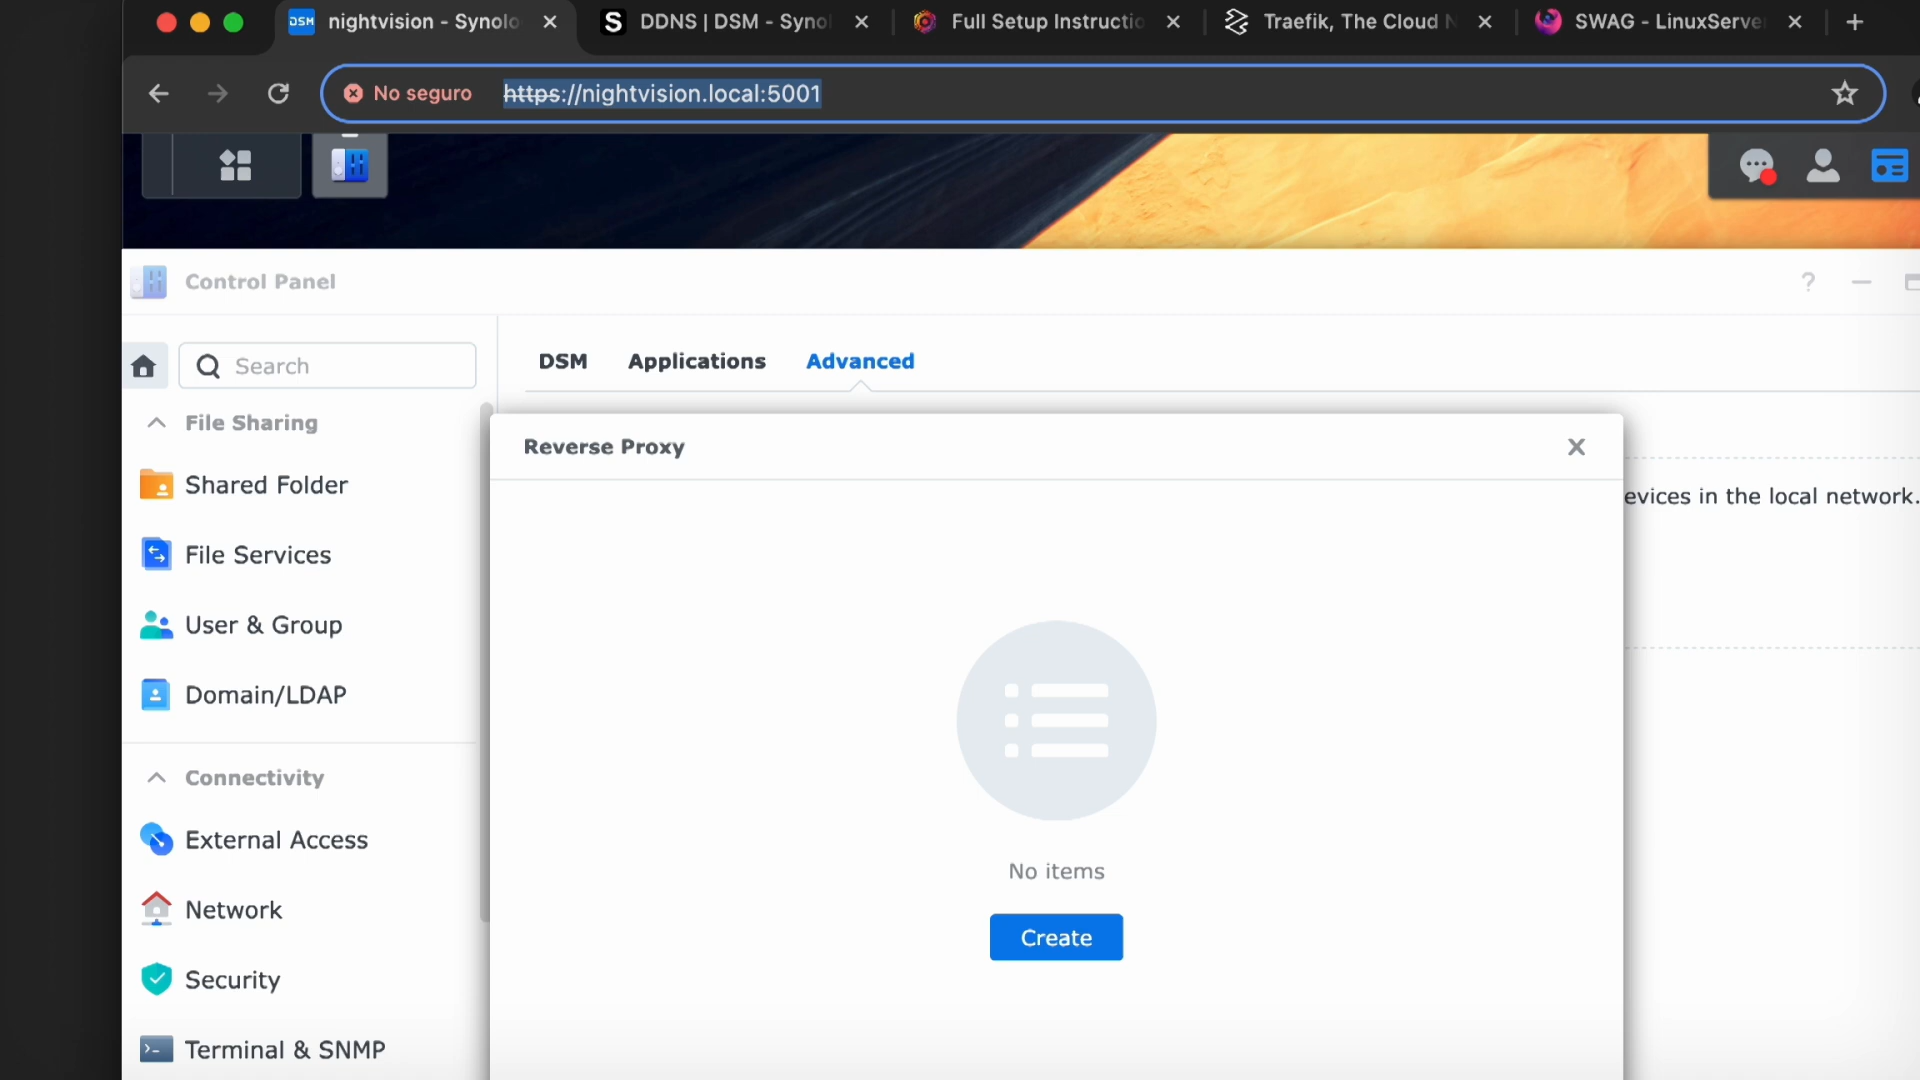 DSM nightvision - Synolo
DDNS | DSM - Synol
Full Setup Instructio
Traefik, The Cloud N
SWAG - LinuxServe
No seguro https://nightvision.local:5001
Control Panel
Search
DSM Applications Advanced
File Sharing
Reverse Proxy
Shared Folder
evices in the local network.
File Services
User & Group
Domain/LDAP
Connectivity
External Access
No items
Network
Create
Security
Terminal & SNMP